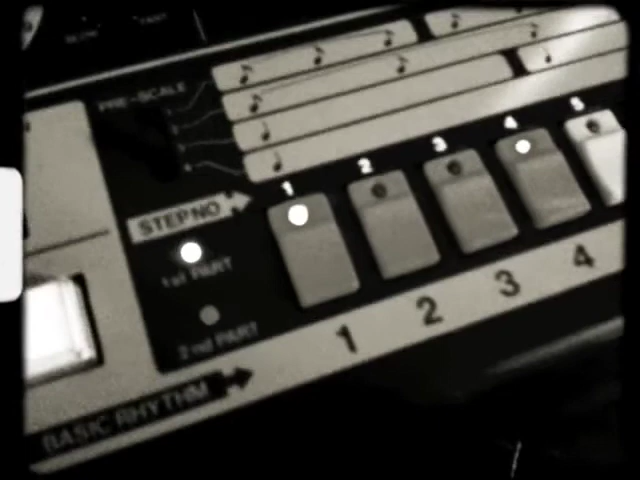 PRE-SCALE
1 2 3 4 5
STEP NO
1st PART
2nd PART
1 2 3 4
BASIC RHYTHM